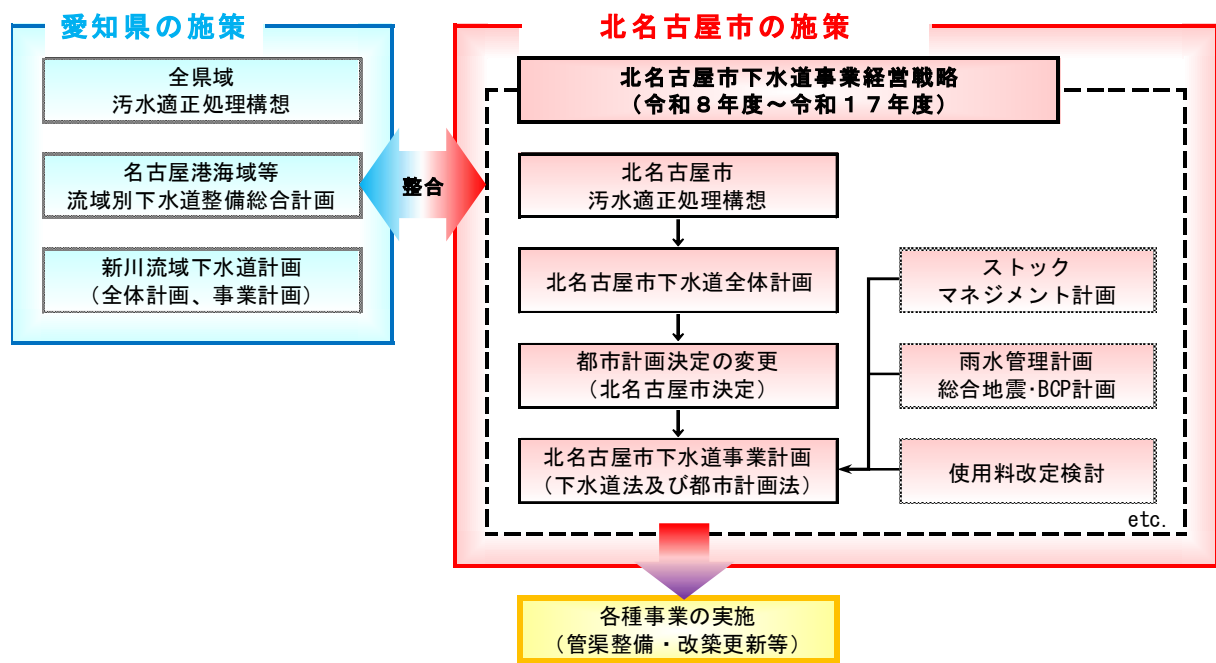 愛知県の施策
全県域
汚水適正処理構想
名古屋港海域等
流域別下水道整備総合計画
新川流域下水道計画
（全体計画、事業計画）
整合
北名古屋市の施策
北名古屋市下水道事業経営戦略
（令和８年度～令和１７年度）
北名古屋市
汚水適正処理構想
北名古屋市下水道全体計画
都市計画決定の変更
（北名古屋市決定）
北名古屋市下水道事業計画
（下水道法及び都市計画法）
ストック
マネジメント計画
雨水管理計画
総合地震･BCP計画
使用料改定検討
etc.
各種事業の実施
（管渠整備・改築更新等）